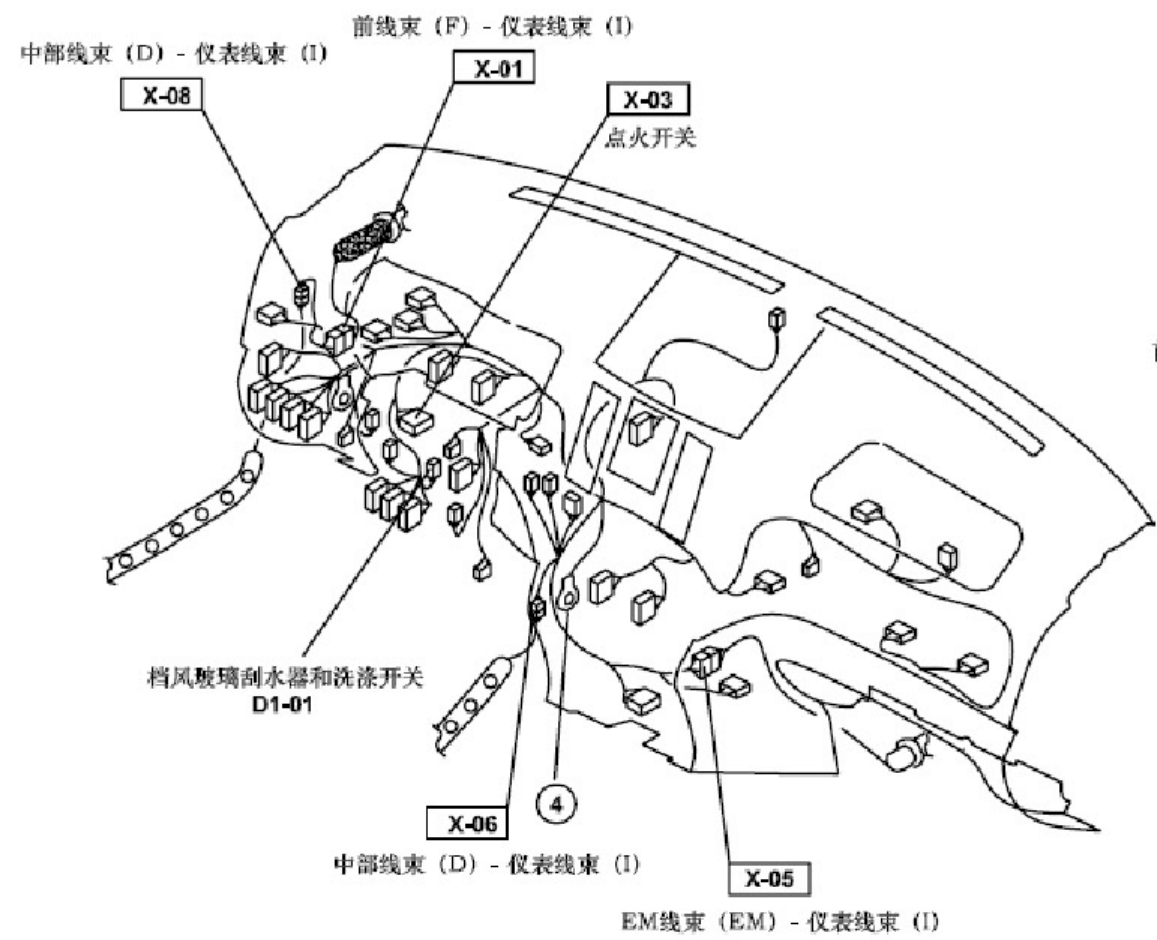 前线束 (F) - 仪表线束 (I)
中部线束 (D) - 仪表线束 (I)
X-01
X-08
X-03
点火开关
档风玻璃刮水器和洗涤开关
D1-01
4
X-06
中部线束 (D) - 仪表线束 (I)
X-05
EM线束 (EM) - 仪表线束 (I)